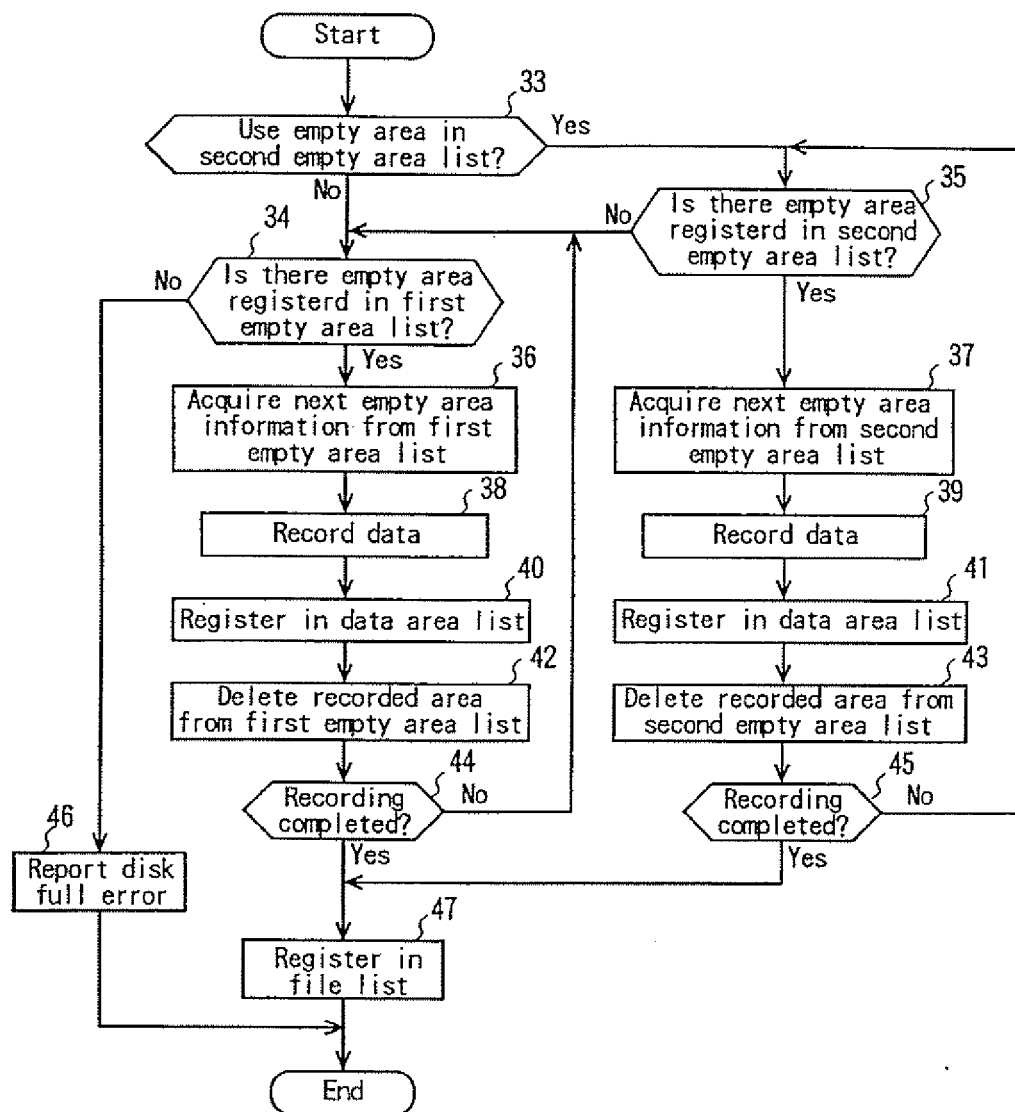 Start
33
Use empty area in
second empty area list?
Yes
No
35
Is there empty area
registerd in second
empty area list?
No
Yes
34
Is there empty area
registerd in first
empty area list?
No
Yes
36
Acquire next empty area
information from first
empty area list
37
Acquire next empty area
information from second
empty area list
38
Record data
39
Record data
40
Register in data area list
41
Register in data area list
42
Delete recorded area
from first empty area list
43
Delete recorded area from
second empty area list
44
Recording
completed?
No
Yes
45
Recording
completed?
No
Yes
46
Report disk
full error
47
Register in
file list
End